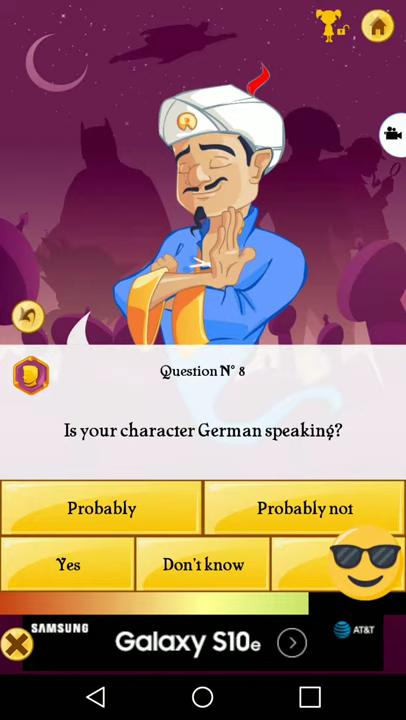 Question N° 8
Is your character German speaking?
Probably
Probably not
Yes
Don't know
SAMSUNG
Galaxy S10e
AT&T